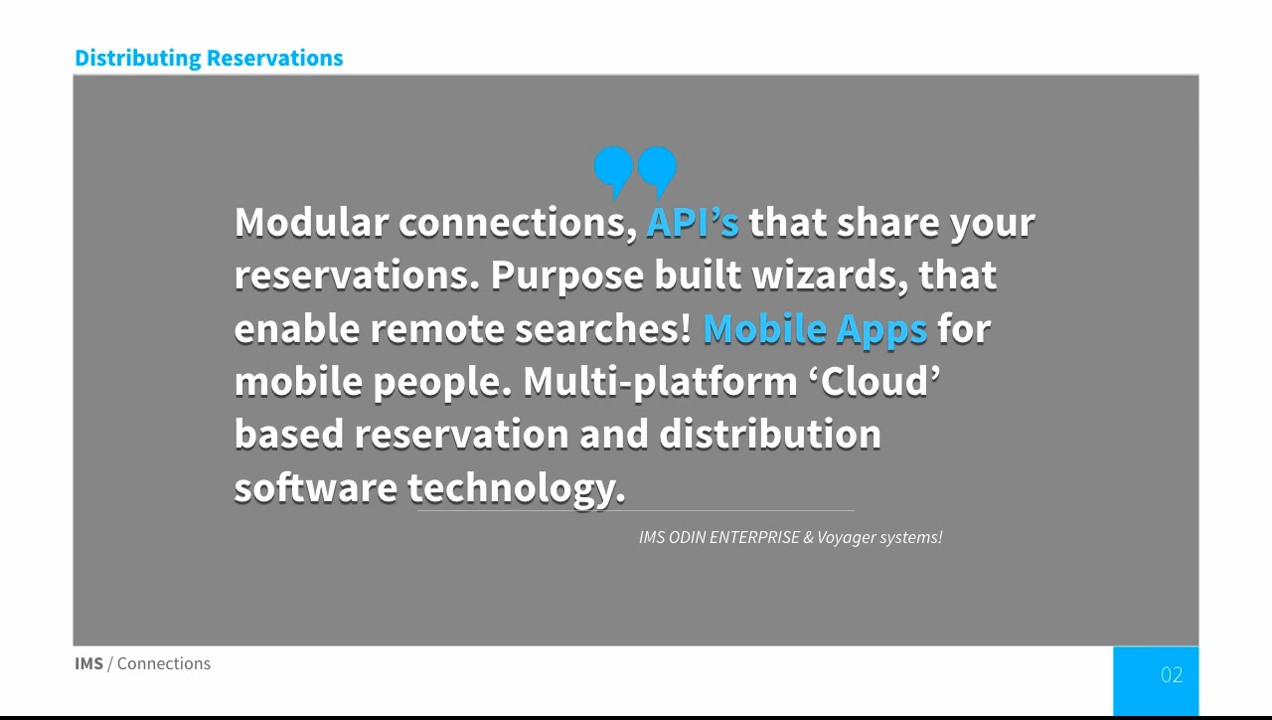 Distributing Reservations
Modular connections, API’s that share your
reservations. Purpose built wizards, that
enable remote searches! Mobile Apps for
mobile people. Multi-platform ‘Cloud’
based reservation and distribution
software technology.
IMS ODIN ENTERPRISE & Voyager systems!
IMS / Connections
02